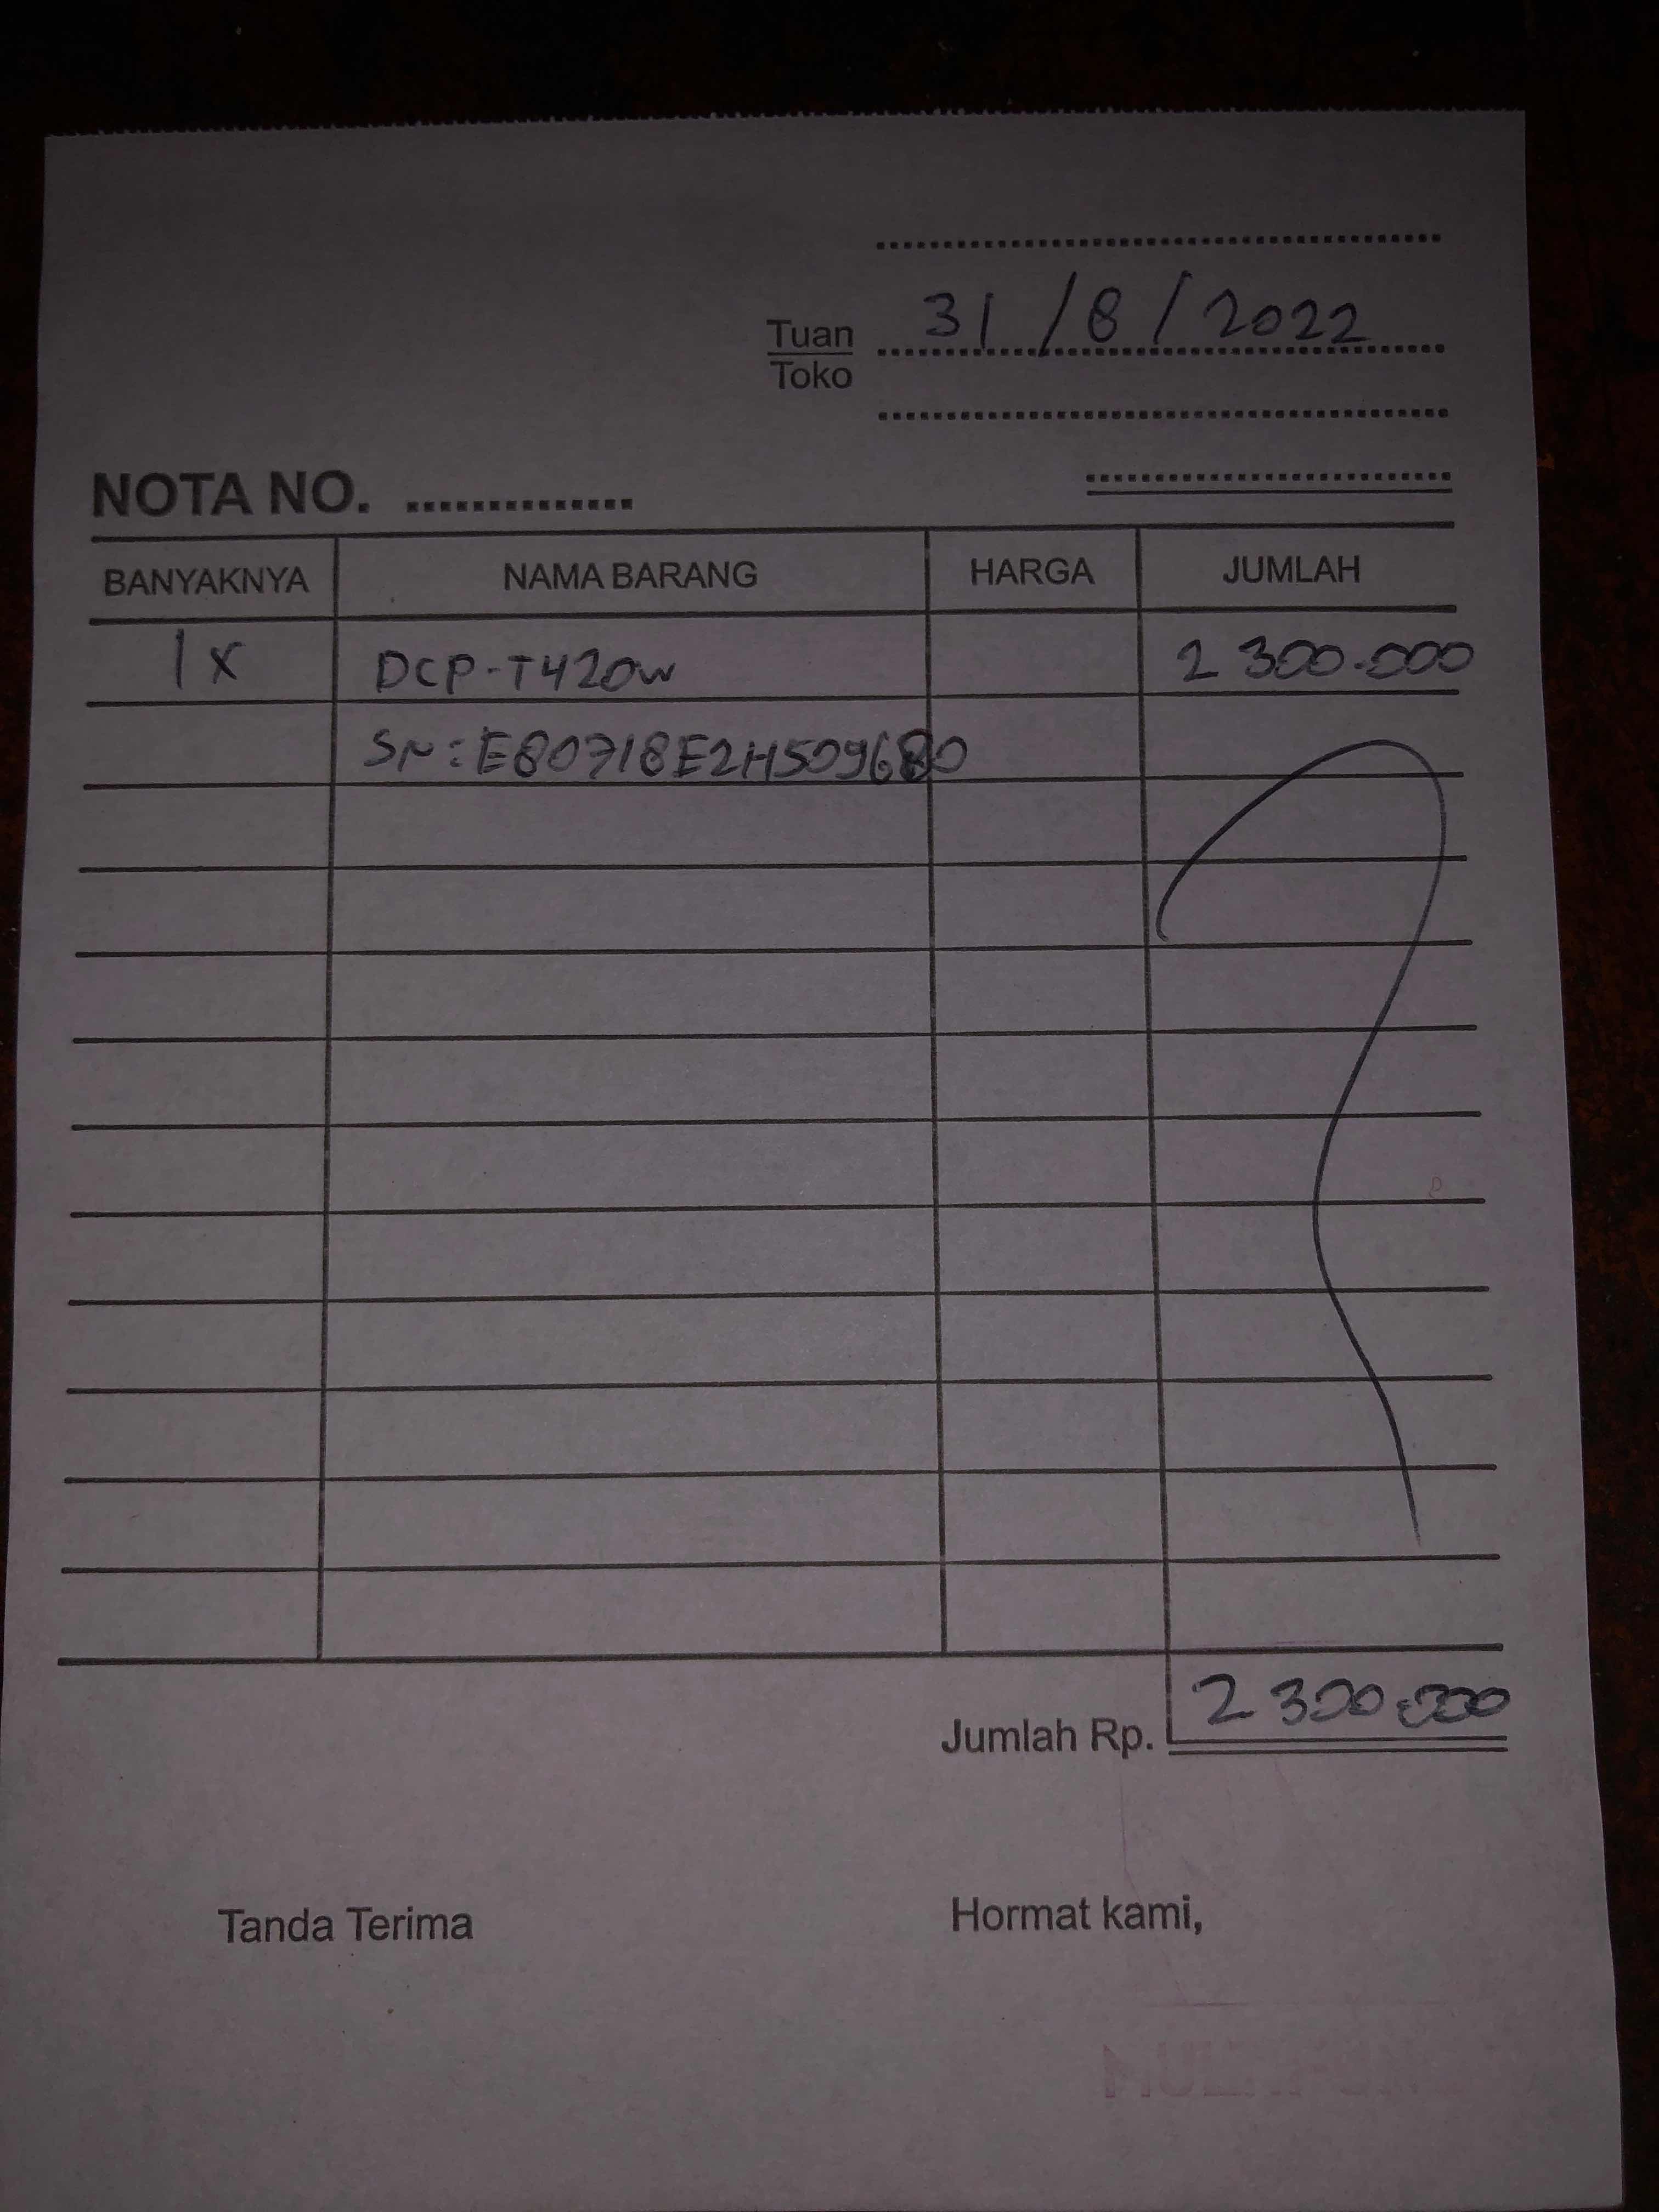 31/8/2022
Tuan
Toko
NOTA NO.
BANYAKNYA NAMA BARANG HARGA JUMLAH
1x DCP-T420W 2 300.000
SN: E80718E2H509680
Jumlah Rp. 2 300.000
Tanda Terima Hormat kami,